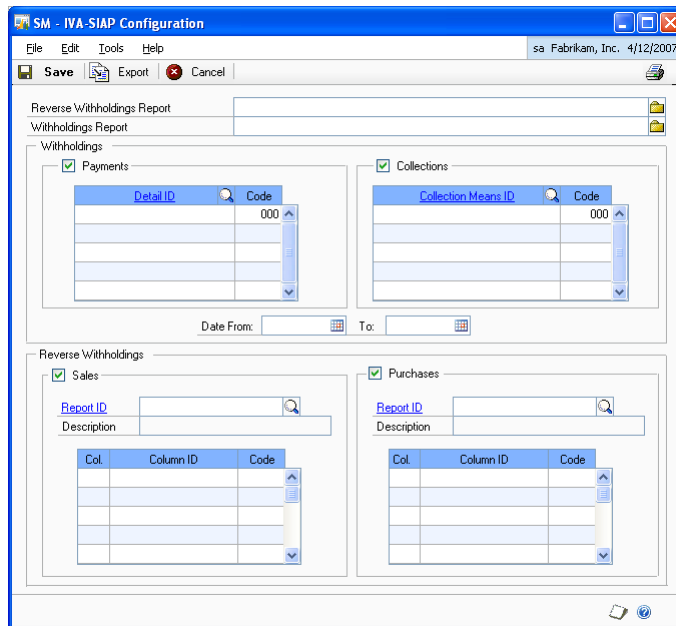 SM - IVA-SIAP Configuration
File Edit Tools Help sa Fabrikam, Inc. 4/12/2007
Save Export Cancel
Reverse Withholdings Report
Withholdings Report
Withholdings
Payments Collections
Detail ID Code Collection Means ID Code
000 000
Date From: To:
Reverse Withholdings
Sales Purchases
Report ID Report ID
Description Description
Col. Column ID Code Col. Column ID Code